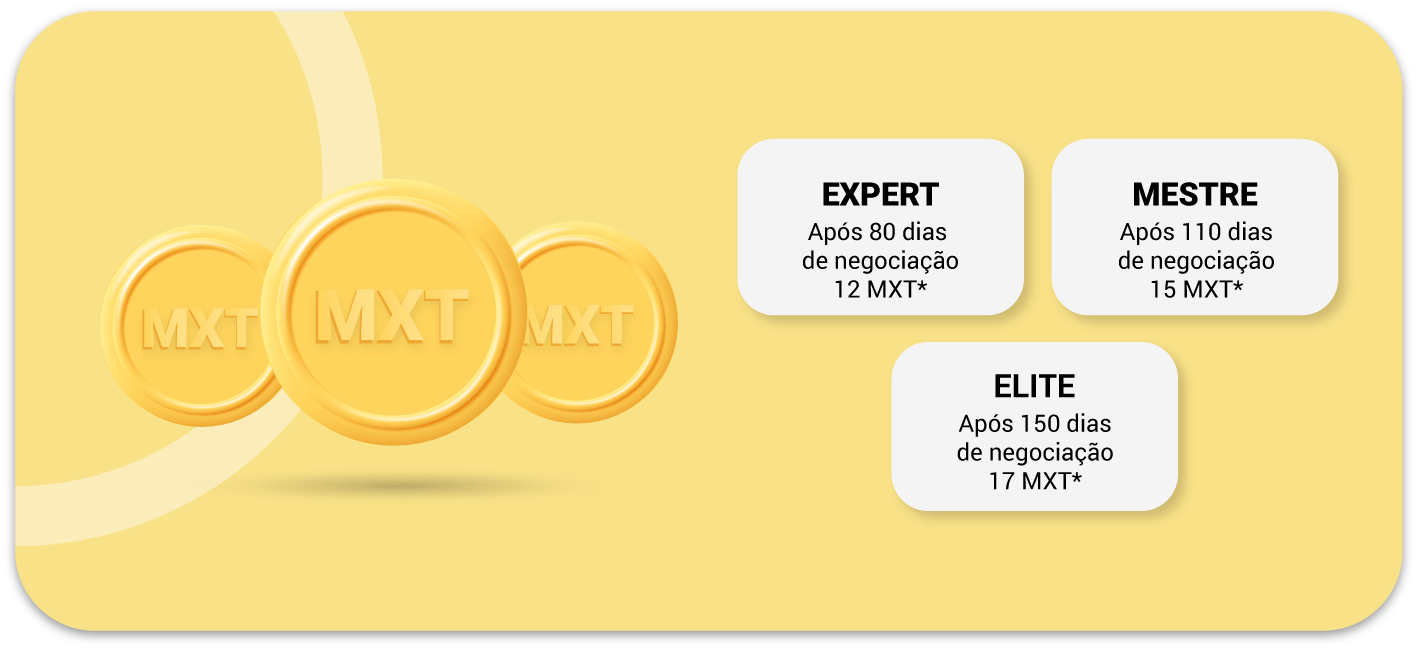 MXT
MXT
MXT
EXPERT
Após 80 dias
de negociação
12 MXT*
MESTRE
Após 110 dias
de negociação
15 MXT*
ELITE
Após 150 dias
de negociação
17 MXT*